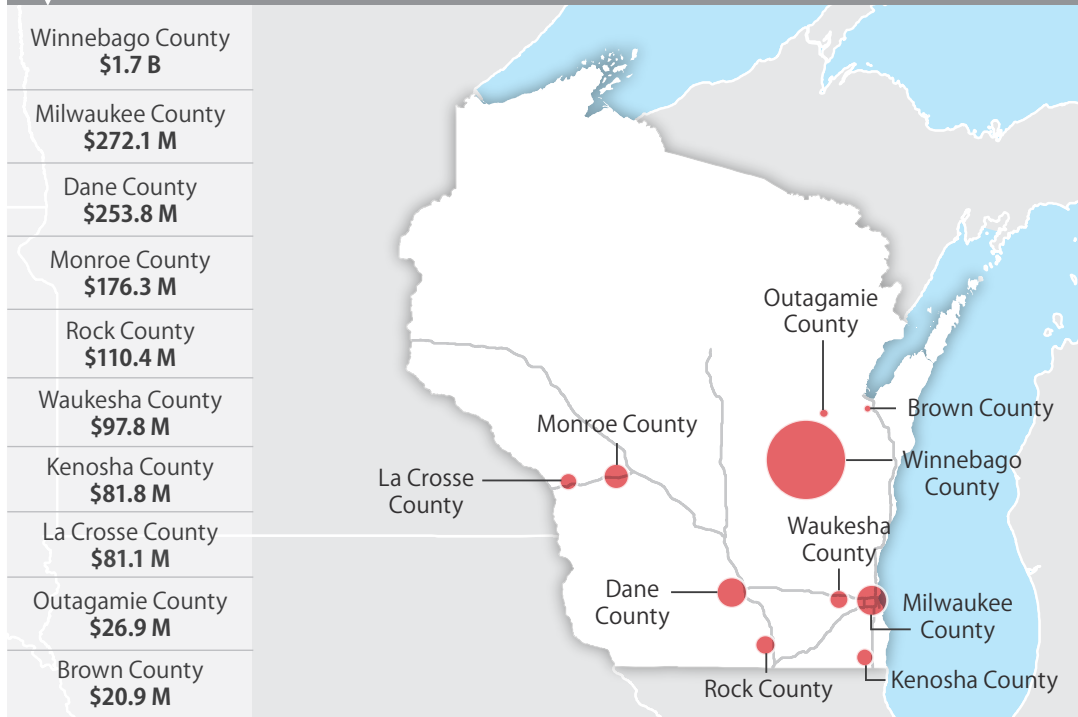 Winnebago County
$1.7 B
Milwaukee County
$272.1 M
Dane County
$253.8 M
Monroe County
$176.3 M
Rock County
$110.4 M
Waukesha County
$97.8 M
Kenosha County
$81.8 M
La Crosse County
$81.1 M
Outagamie County
$26.9 M
Brown County
$20.9 M
Outagamie
County
Brown County
Monroe County
Winnebago
County
La Crosse
County
Waukesha
County
Dane
County
Milwaukee
County
Rock County
Kenosha County